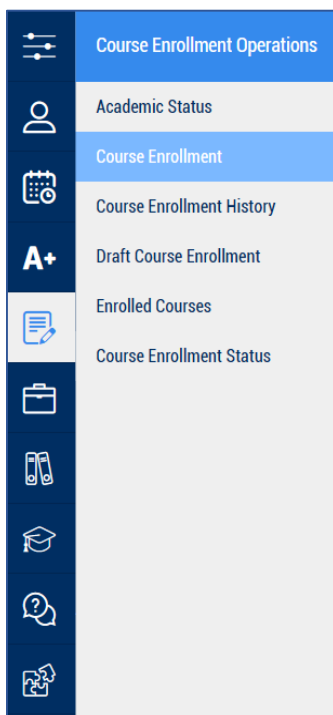 Course Enrollment Operations
Academic Status
Course Enrollment
Course Enrollment History
A+
Draft Course Enrollment
Enrolled Courses
Course Enrollment Status